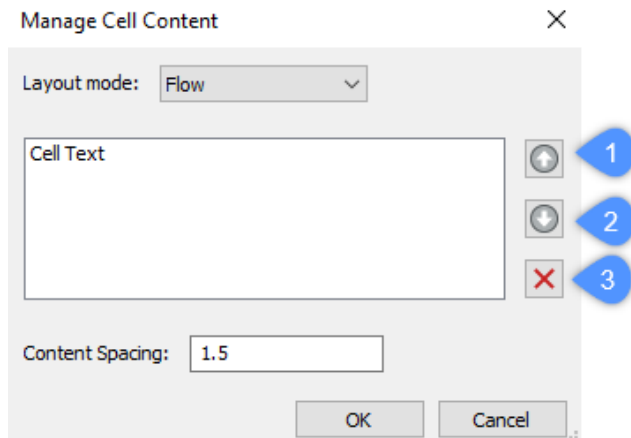 Manage Cell Content
Layout mode: Flow
Cell Text
1
2
3
Content Spacing: 1.5
OK Cancel